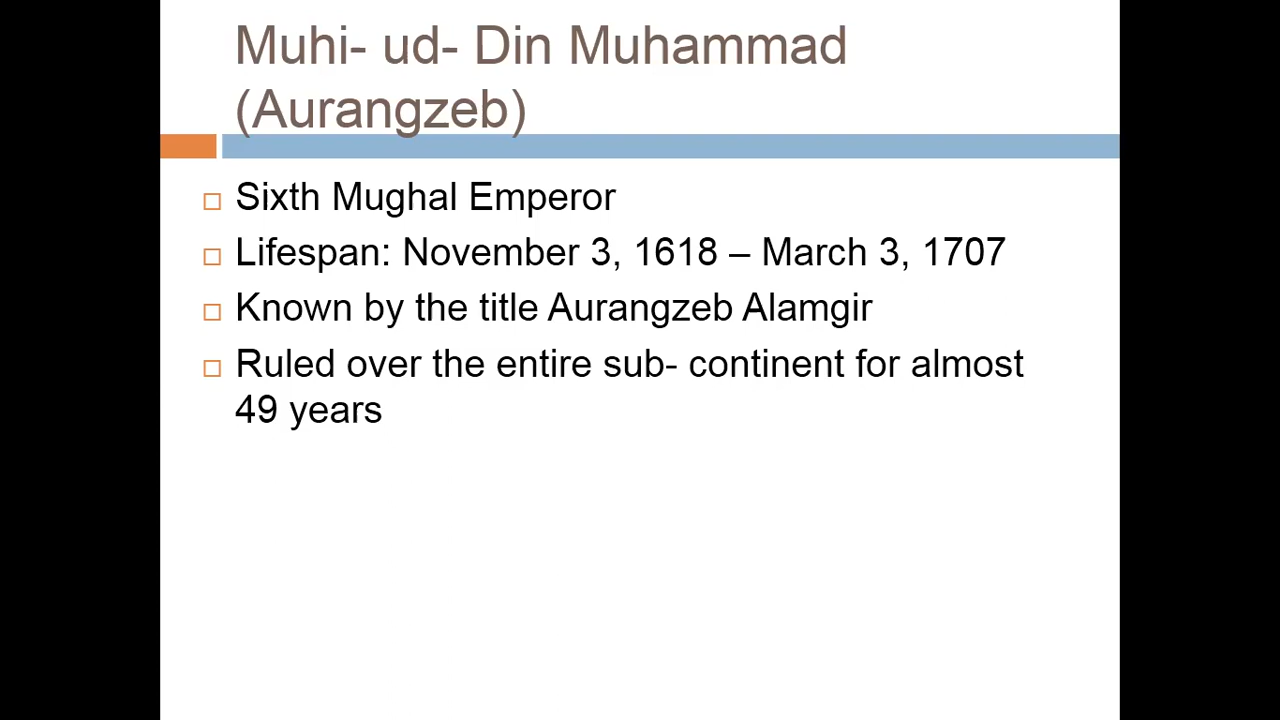 Muhi- ud- Din Muhammad
(Aurangzeb)
Sixth Mughal Emperor
Lifespan: November 3, 1618 – March 3, 1707
Known by the title Aurangzeb Alamgir
Ruled over the entire sub- continent for almost
49 years